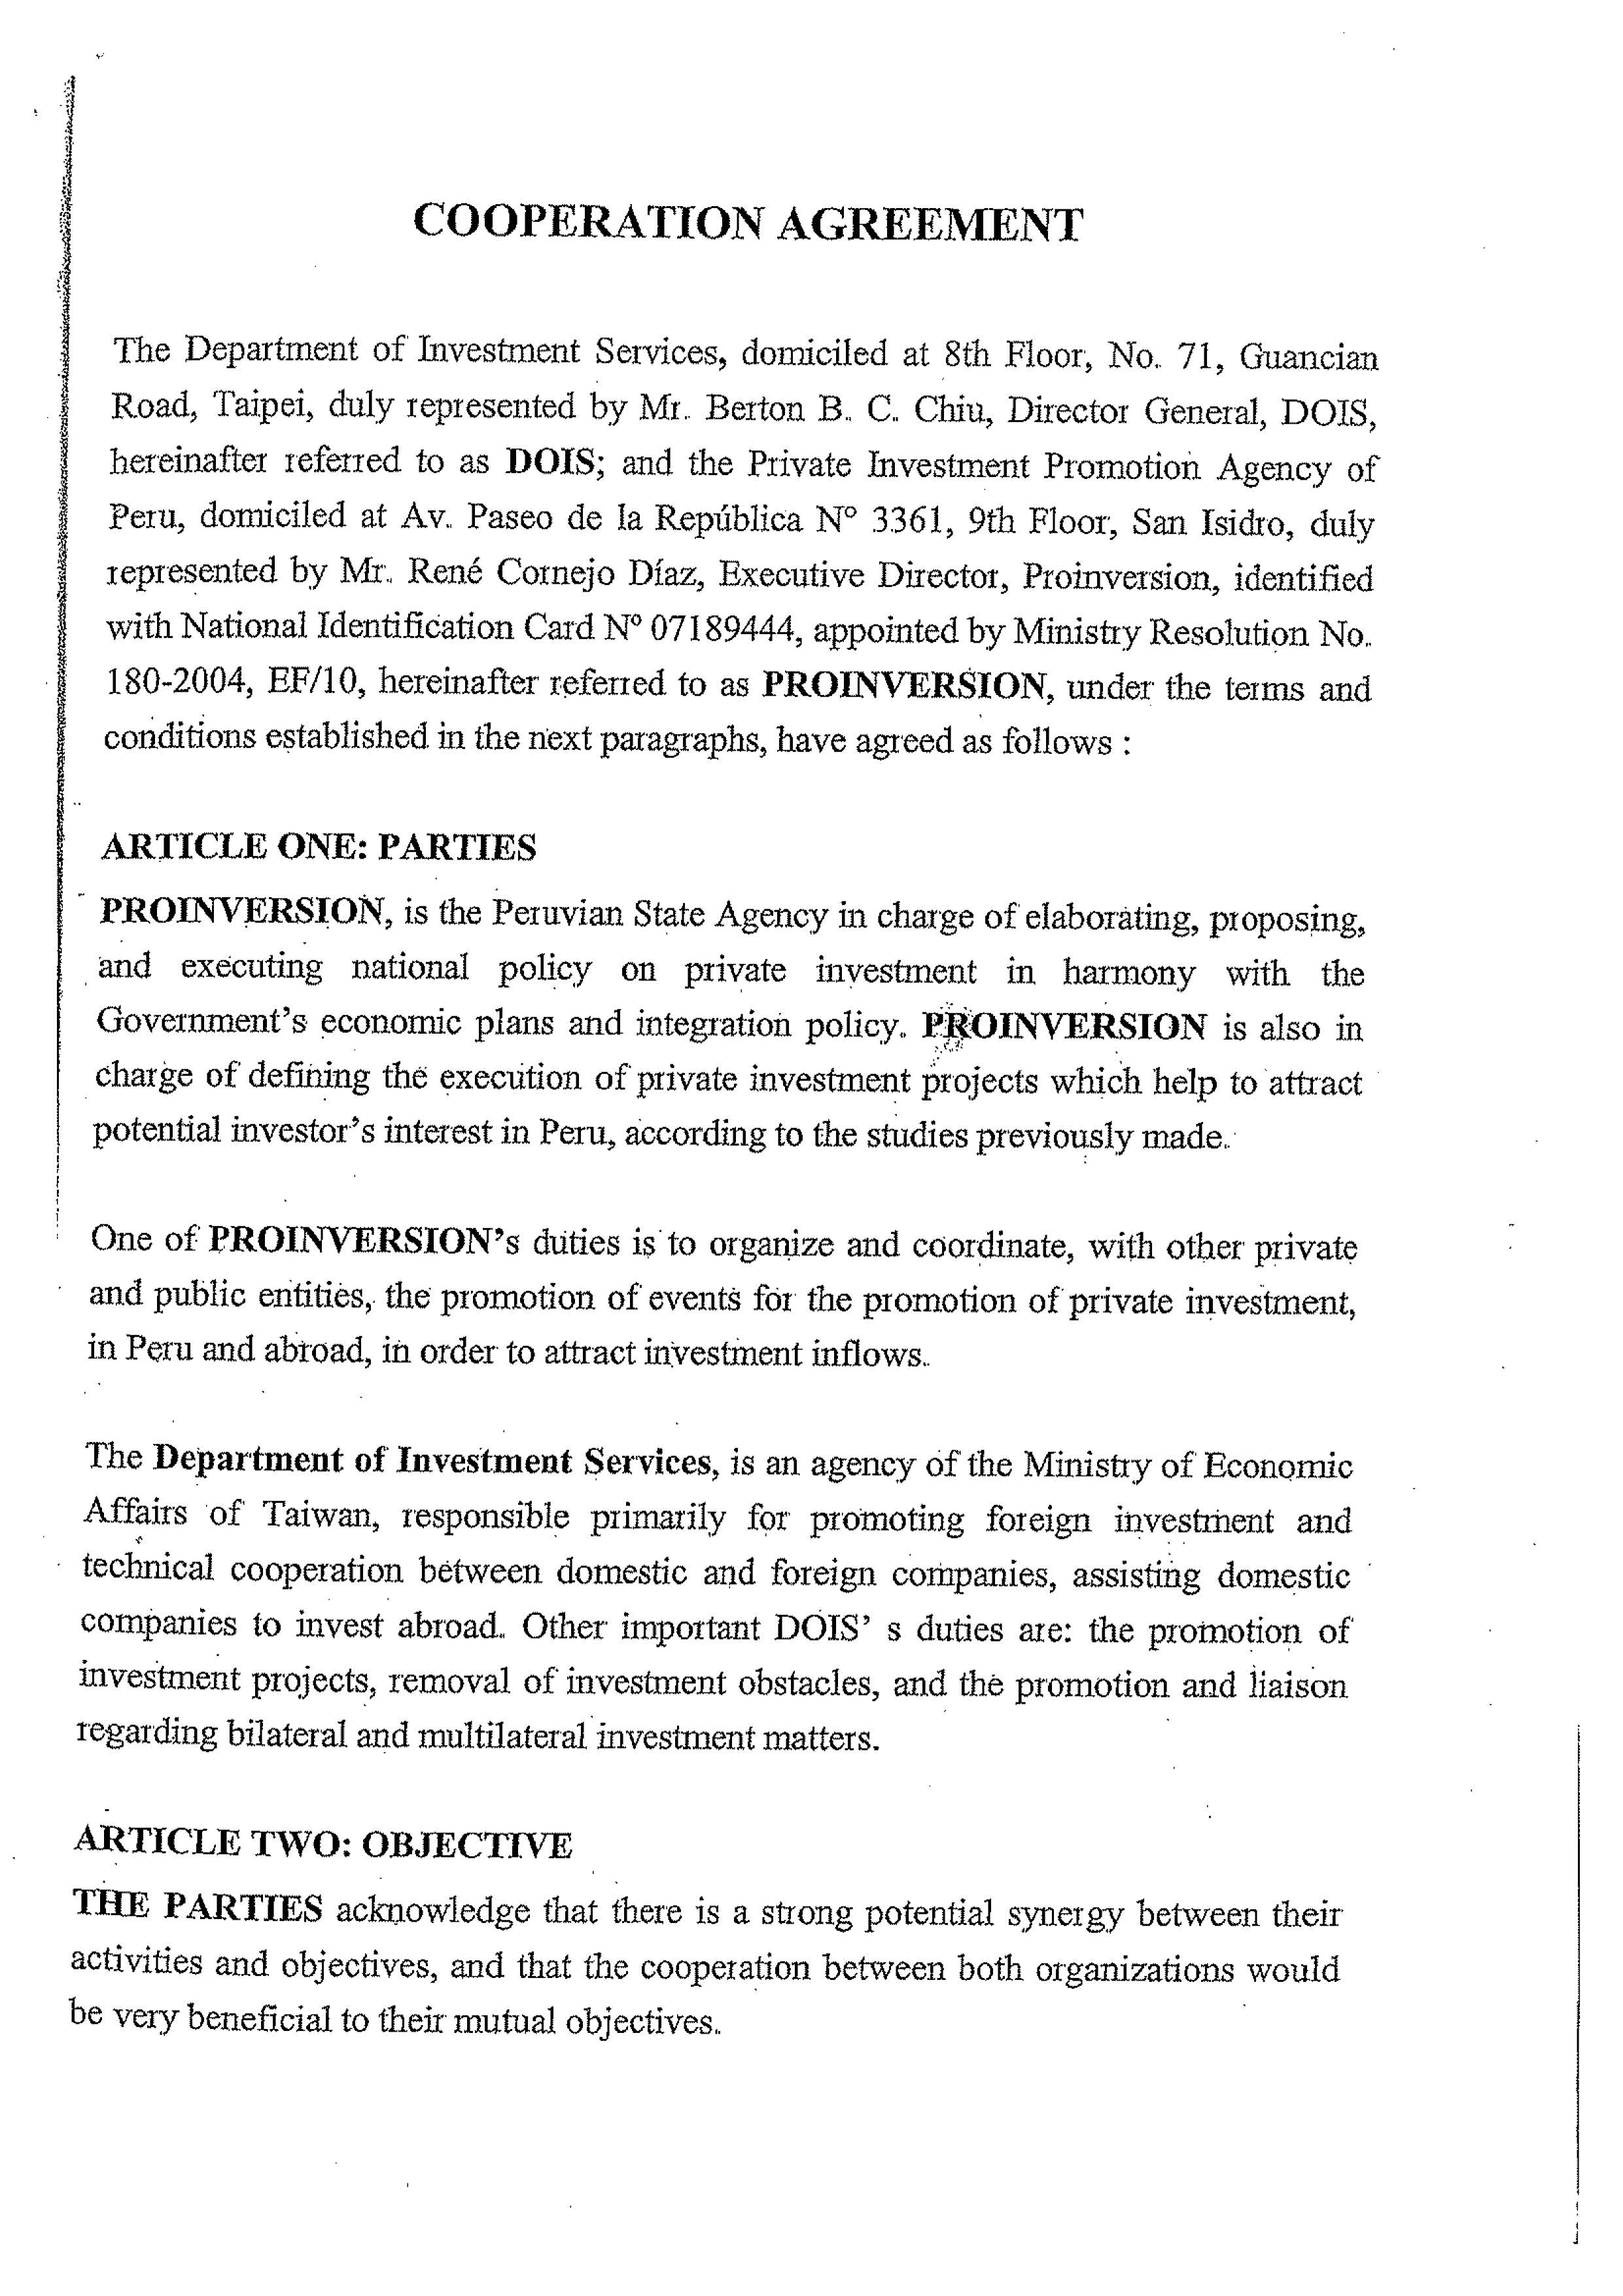 COOPERATION AGREEMENT
The Department of Investment Services, domiciled at 8th Floor, No. 71, Guancian
Road, Taipei, duly represented by Mr. Berton B. C. Chiu, Director General, DOIS,
hereinafter referred to as DOIS; and the Private Investment Promotion Agency of
Peru, domiciled at Av. Paseo de la República Nº 3361, 9th Floor, San Isidro, duly
represented by Mr. René Cornejo Díaz, Executive Director, Proinversion, identified
with National Identification Card Nº 07189444, appointed by Ministry Resolution No.
180-2004, EF/10, hereinafter referred to as PROINVERSION, under the terms and
conditions established in the next paragraphs, have agreed as follows :
ARTICLE ONE: PARTIES
PROINVERSION, is the Peruvian State Agency in charge of elaborating, proposing,
and executing national policy on private investment in harmony with the
Government's economic plans and integration policy. PROINVERSION is also in
charge of defining the execution of private investment projects which help to attract
potential investor's interest in Peru, according to the studies previously made.
One of PROINVERSION's duties is to organize and coordinate, with other private
and public entities, the promotion of events for the promotion of private investment,
in Peru and abroad, in order to attract investment inflows.
The Department of Investment Services, is an agency of the Ministry of Economic
Affairs of Taiwan, responsible primarily for promoting foreign investment and
technical cooperation between domestic and foreign companies, assisting domestic
companies to invest abroad. Other important DOIS' s duties are: the promotion of
investment projects, removal of investment obstacles, and the promotion and liaison
regarding bilateral and multilateral investment matters.
ARTICLE TWO: OBJECTIVE
THE PARTIES acknowledge that there is a strong potential synergy between their
activities and objectives, and that the cooperation between both organizations would
be very beneficial to their mutual objectives.